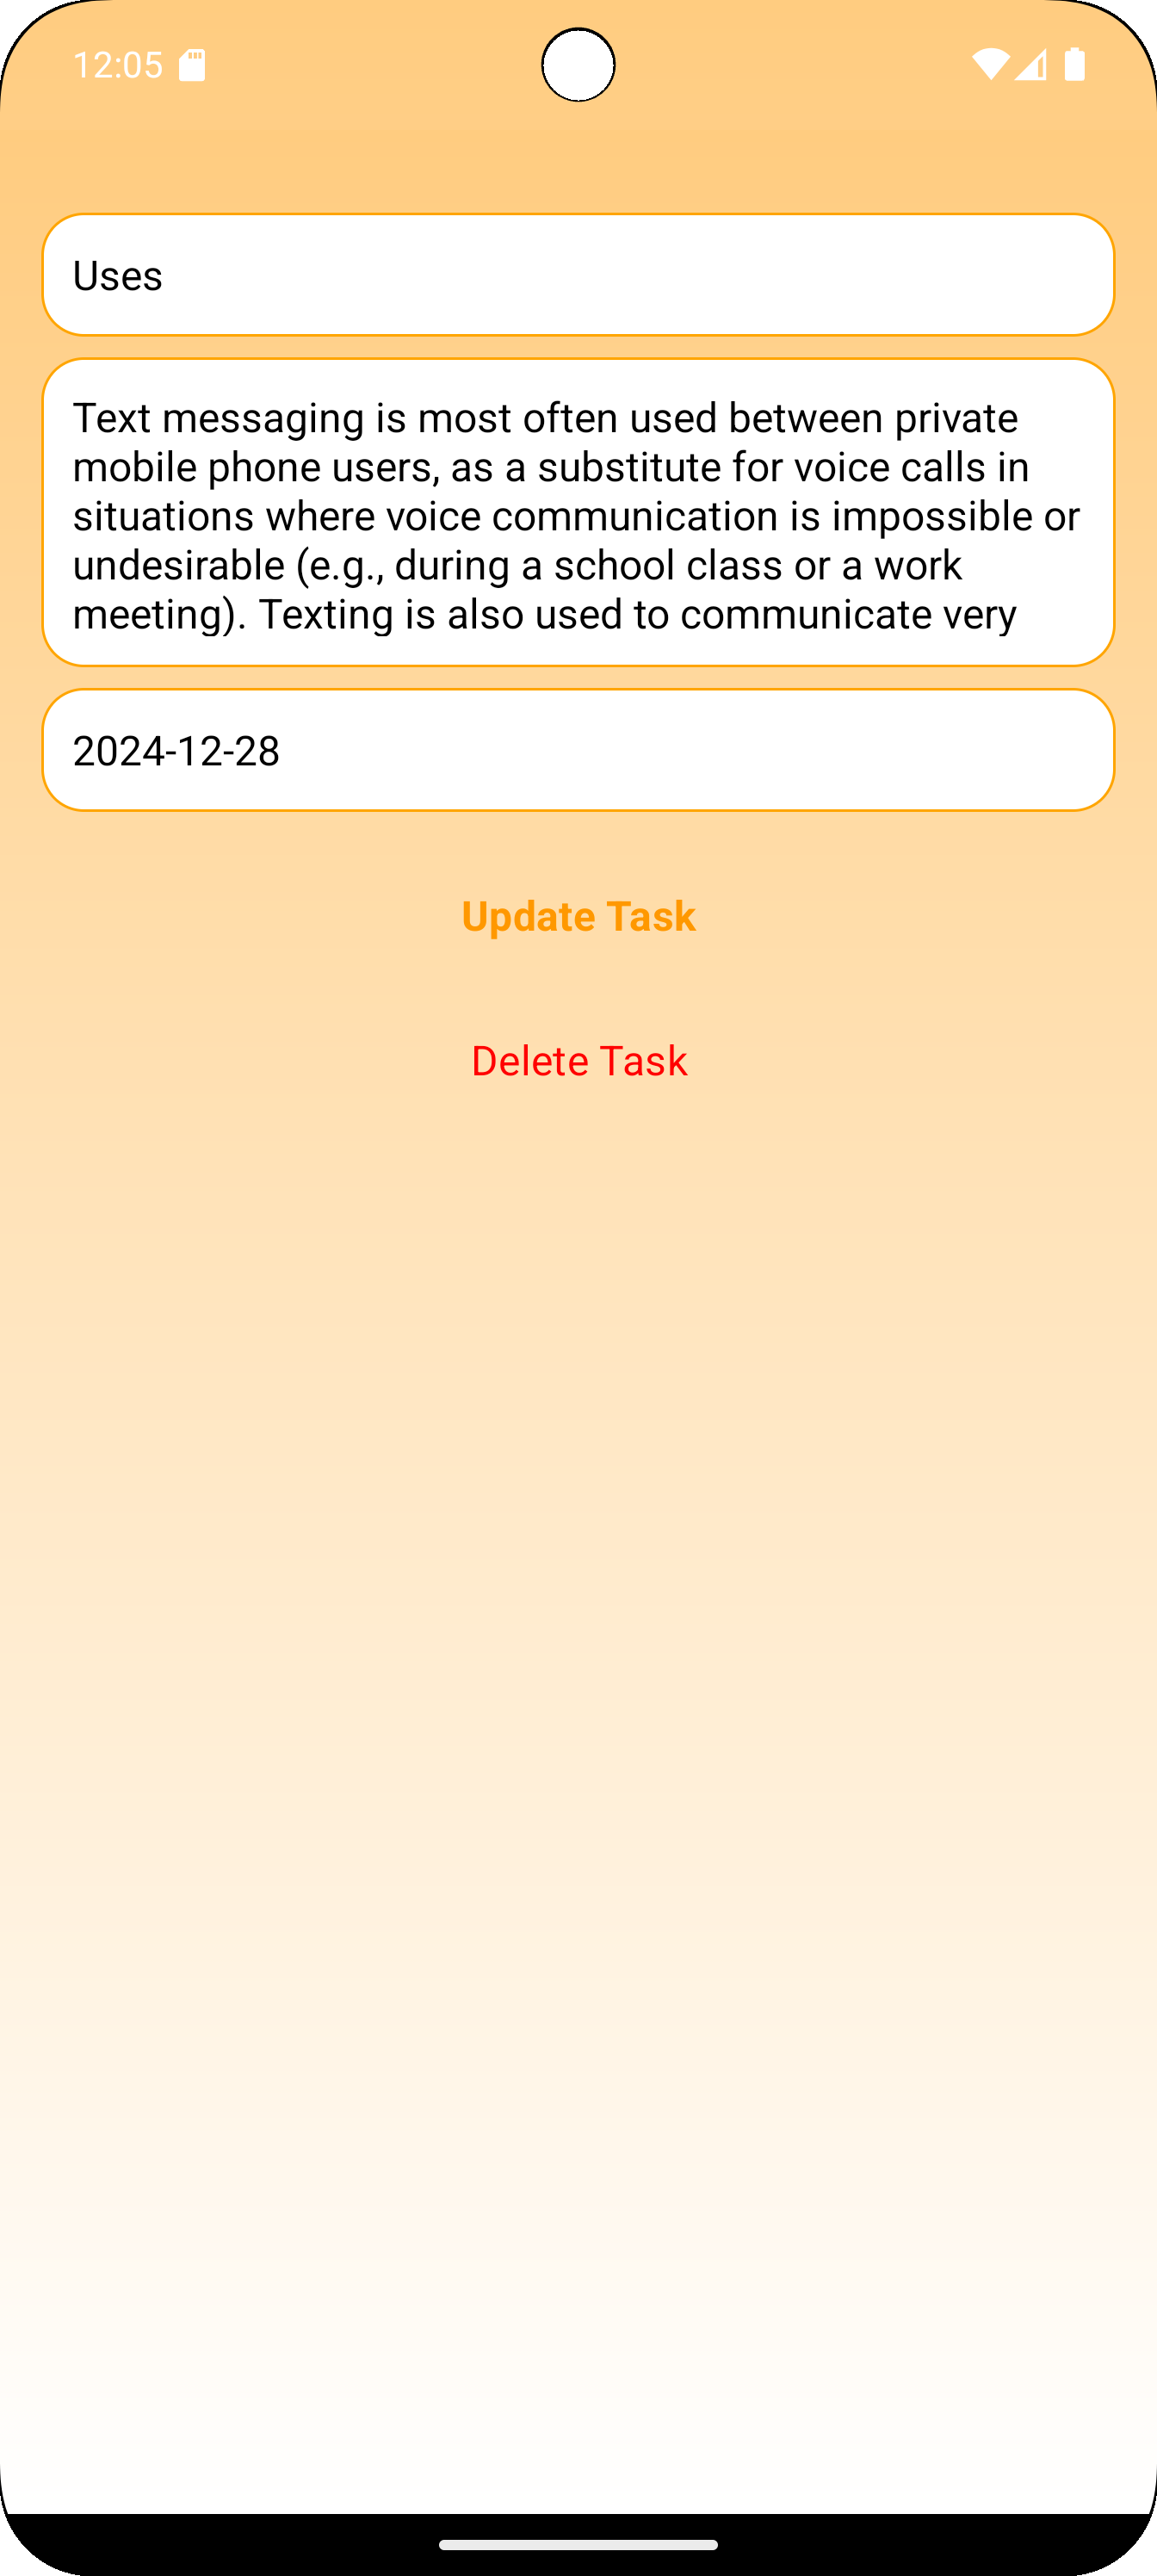 12:05
Uses
Text messaging is most often used between private
mobile phone users, as a substitute for voice calls in
situations where voice communication is impossible or
undesirable (e.g., during a school class or a work
meeting). Texting is also used to communicate very
2024-12-28
Update Task
Delete Task